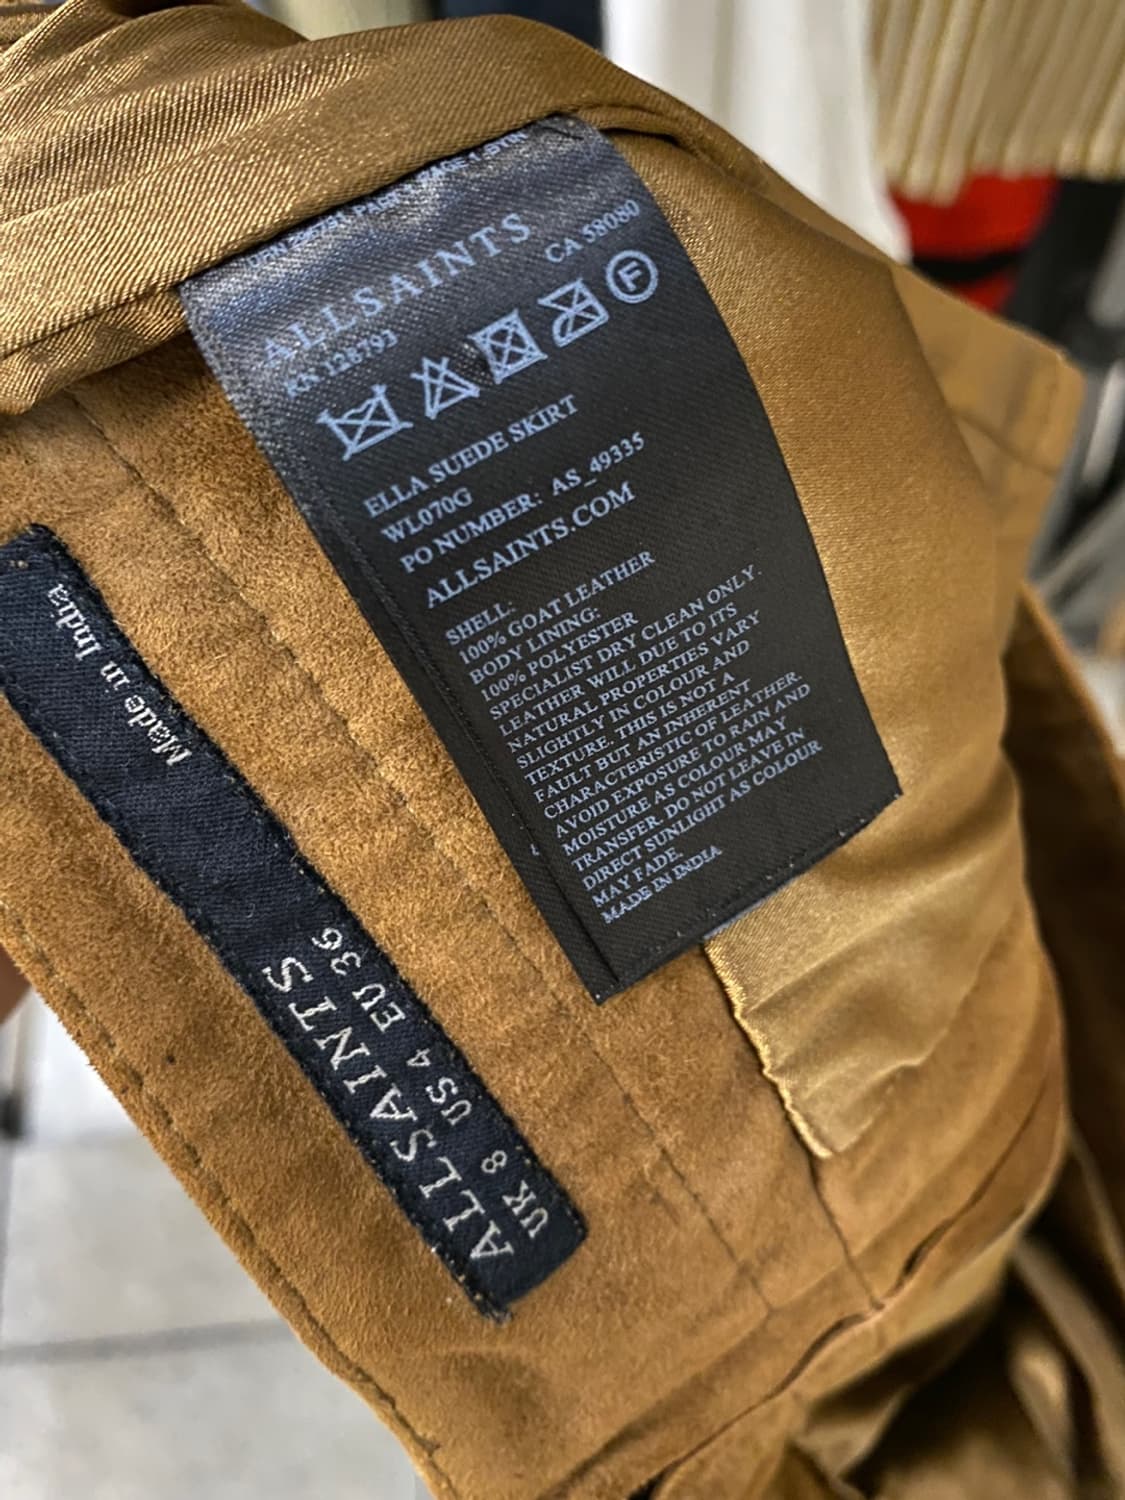 ALLSAINTS
RN 128793
CA 58080
F
ELLA SUEDE SKIRT
WL070G
PO NUMBER: AS_49335
ALLSAINTS.COM
SHELL:
100% GOAT LEATHER
BODY LINING:
100% POLYESTER
SPECIALIST DRY CLEAN ONLY.
LEATHER WILL DUE TO ITS
NATURAL PROPERTIES VARY
SLIGHTLY IN COLOUR AND
TEXTURE. THIS IS NOT A
FAULT BUT AN INHERENT
CHARACTERISTIC OF LEATHER.
AVOID EXPOSURE TO RAIN AND
MOISTURE AS COLOUR MAY
TRANSFER. DO NOT LEAVE IN
DIRECT SUNLIGHT AS COLOUR
MAY FADE.
MADE IN INDIA
Made in India
ALLSAINTS
UK 8 US 4 EU 36